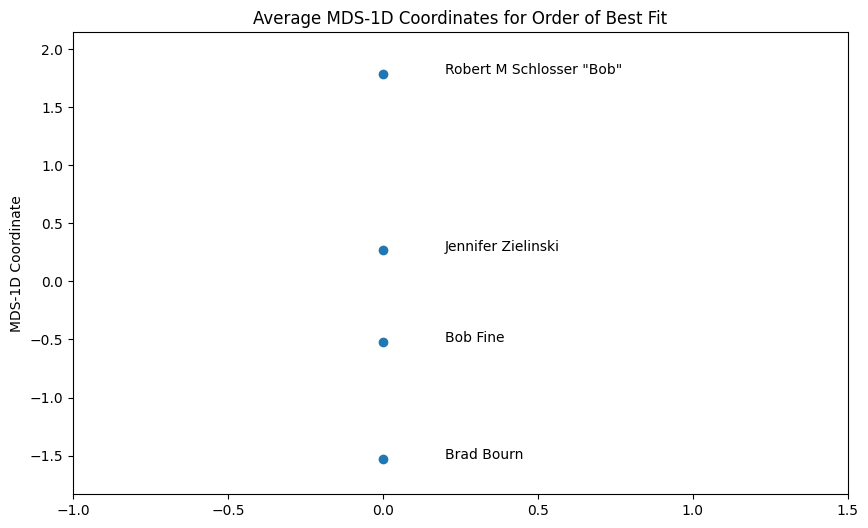 Average MDS-1D Coordinates for Order of Best Fit
MDS-1D Coordinate
2.0
1.5
1.0
0.5
0.0
−0.5
−1.0
−1.5
Robert M Schlosser "Bob"
Jennifer Zielinski
Bob Fine
Brad Bourn
−1.0 −0.5 0.0 0.5 1.0 1.5